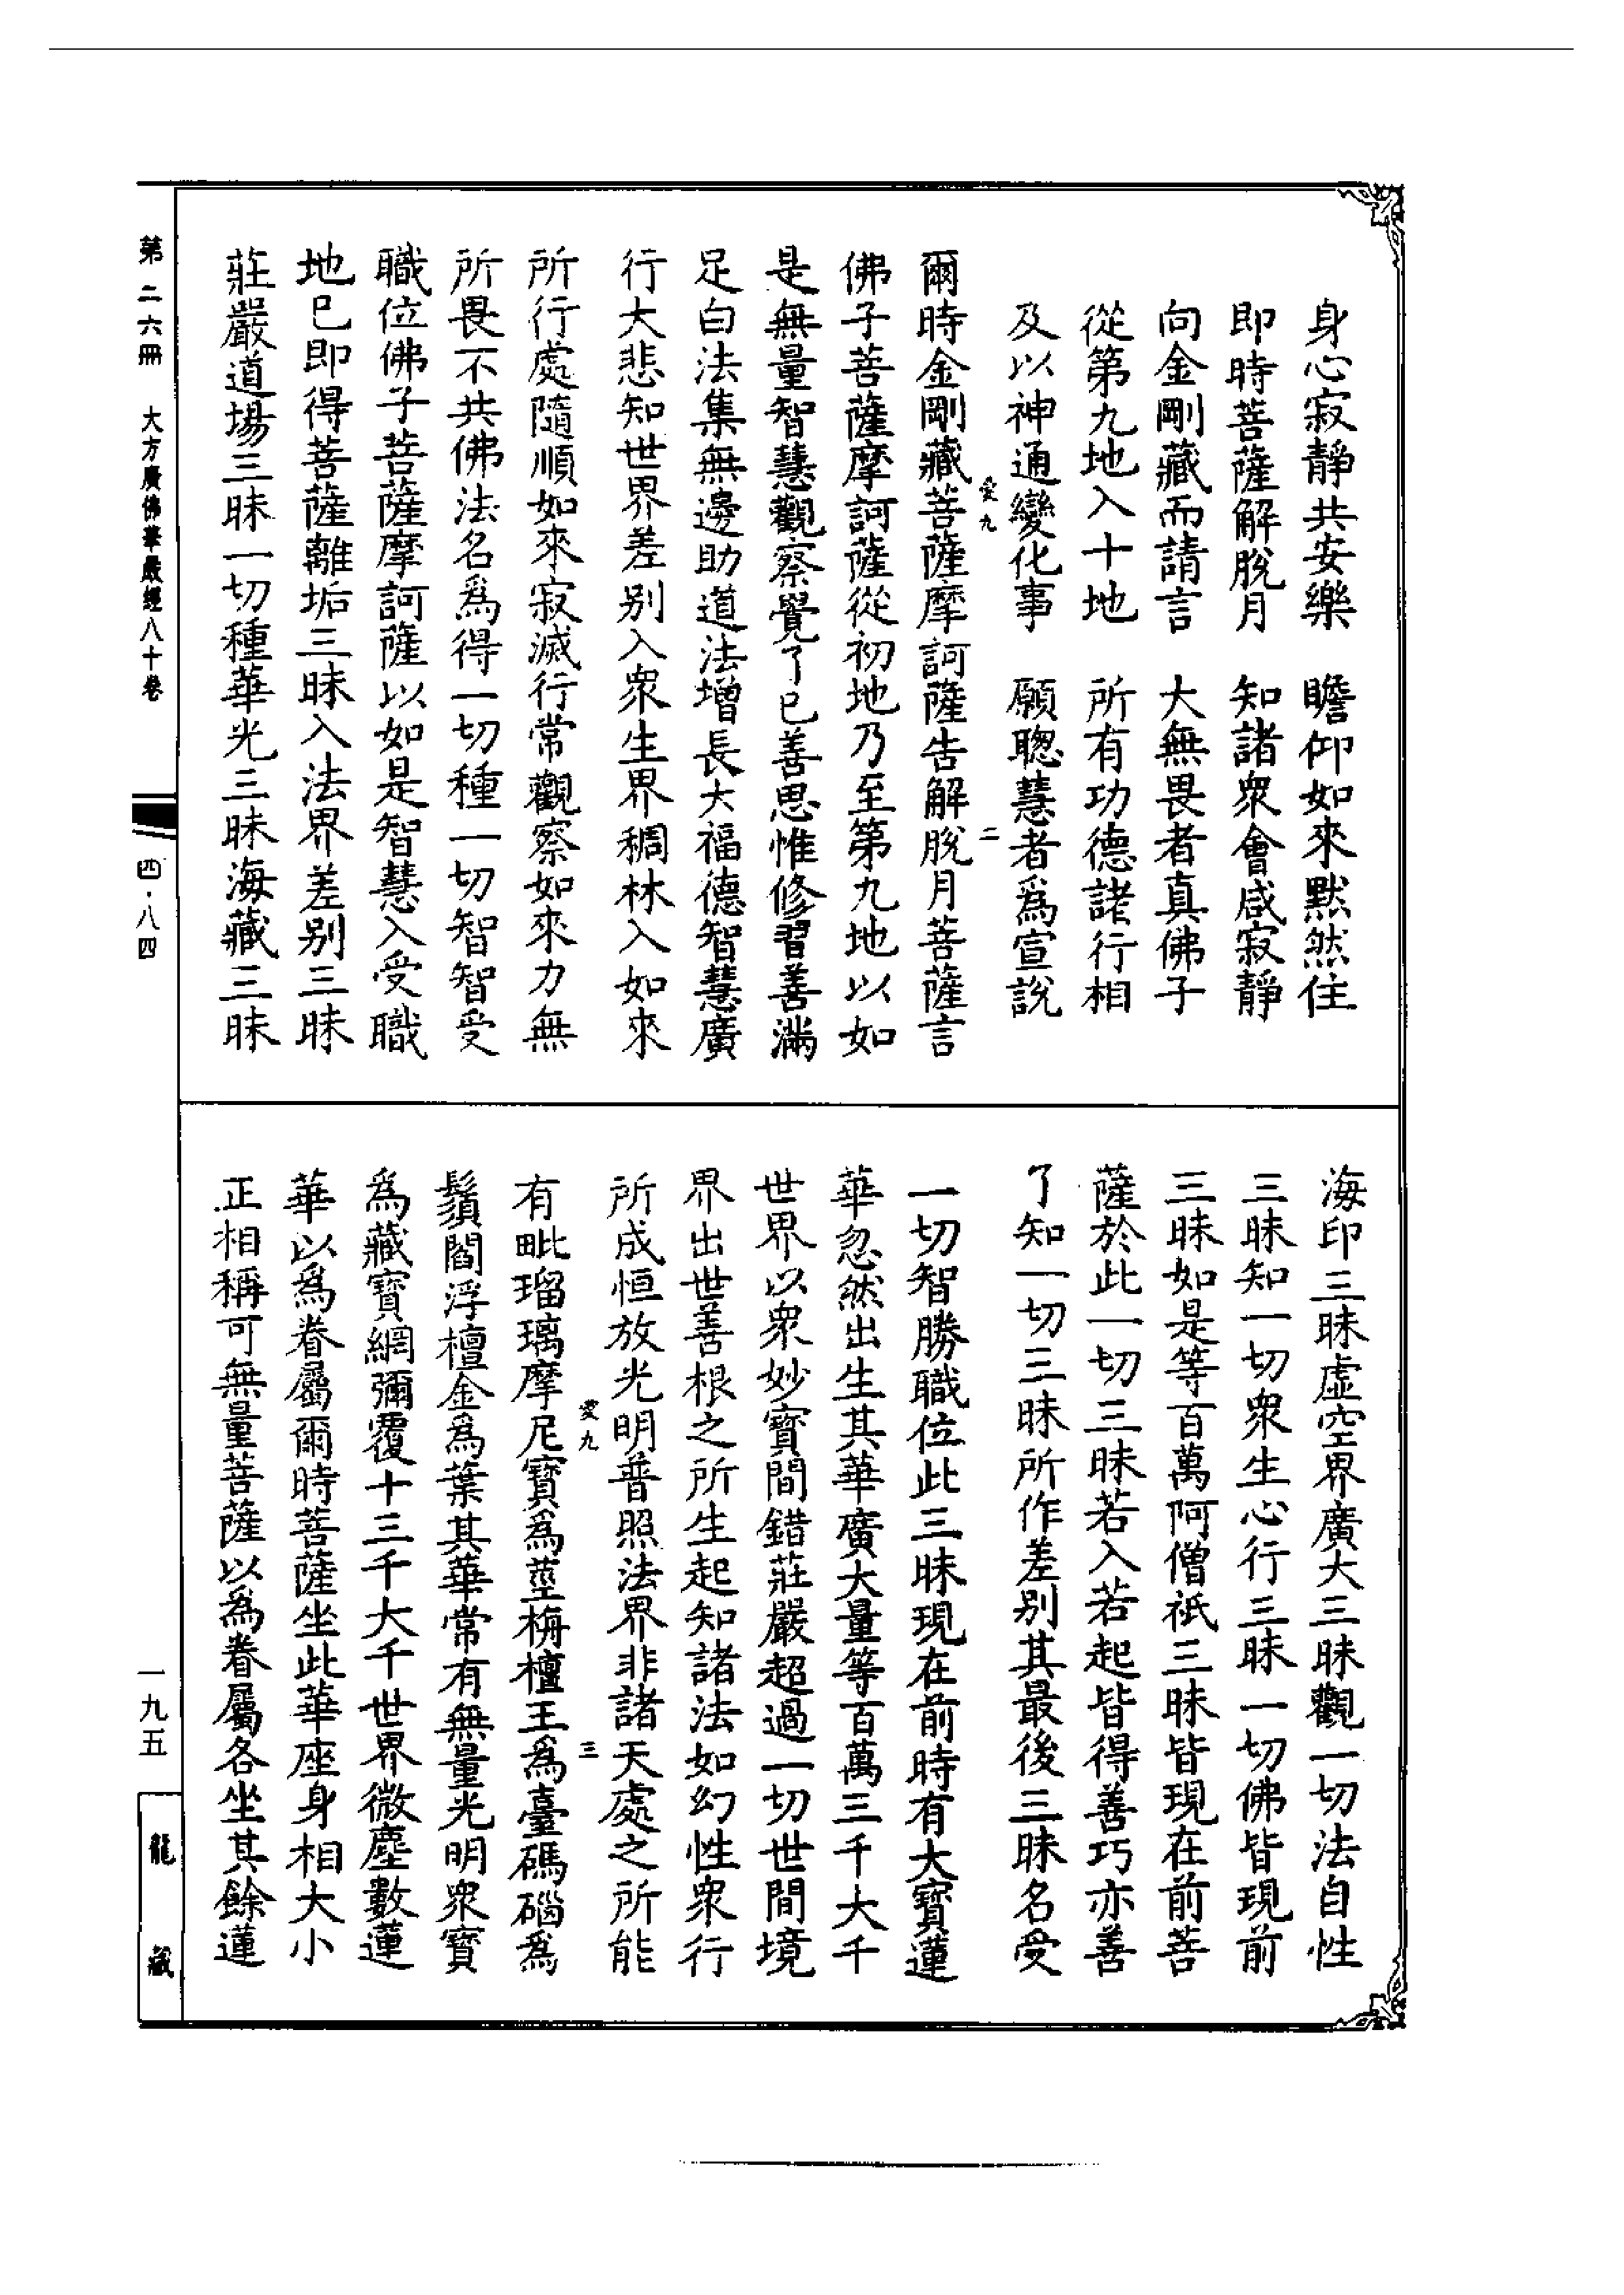 身心寂靜共安樂　瞻仰如來默然住
即時菩薩解脫月　知諸衆會咸寂靜
向金剛藏而請言　大無畏者真佛子
從第九地入十地　所有功德諸行相
及以神通變化事　願聰慧者爲宣說
愛九　二
爾時金剛藏菩薩摩訶薩告解脫月菩薩言
佛子菩薩摩訶薩從初地乃至第九地以如
是無量智慧觀察覺了已善思惟修習善滿
足白法集無邊助道法增長大福德智慧廣
行大悲知世界差别入衆生界稠林入如來
所行處隨順如來寂滅行常觀察如來力無
所畏不共佛法名爲得一切種一切智智受
職位佛子菩薩摩訶薩以如是智慧入受職
地已即得菩薩離垢三昧入法界差别三昧
莊嚴道場三昧一切種華光三昧海藏三昧
海印三昧虛空界廣大三昧觀一切法自性
三昧知一切衆生心行三昧一切佛皆現前
三昧如是等百萬阿僧祇三昧皆現在前菩
薩於此一切三昧若入若起皆得善巧亦善
了知一切三昧所作差别其最後三昧名受
一切智勝職位此三昧現在前時有大寶蓮
華忽然出生其華廣大量等百萬三千大千
世界以衆妙寶間錯莊嚴超過一切世間境
界出世善根之所生起知諸法如幻性衆行
所成恒放光明普照法界非諸天處之所能
愛九　三
有毗瑠璃摩尼寶爲莖栴檀王爲臺碼碯爲
鬚閻浮檀金爲葉其華常有無量光明衆寶
爲藏寶網彌覆十三千大千世界微塵數蓮
華以爲眷屬爾時菩薩坐此華座身相大小
正相稱可無量菩薩以爲眷屬各坐其餘蓮
第二六冊　大方廣佛華嚴經八十卷　四·八四　一九五　龍藏